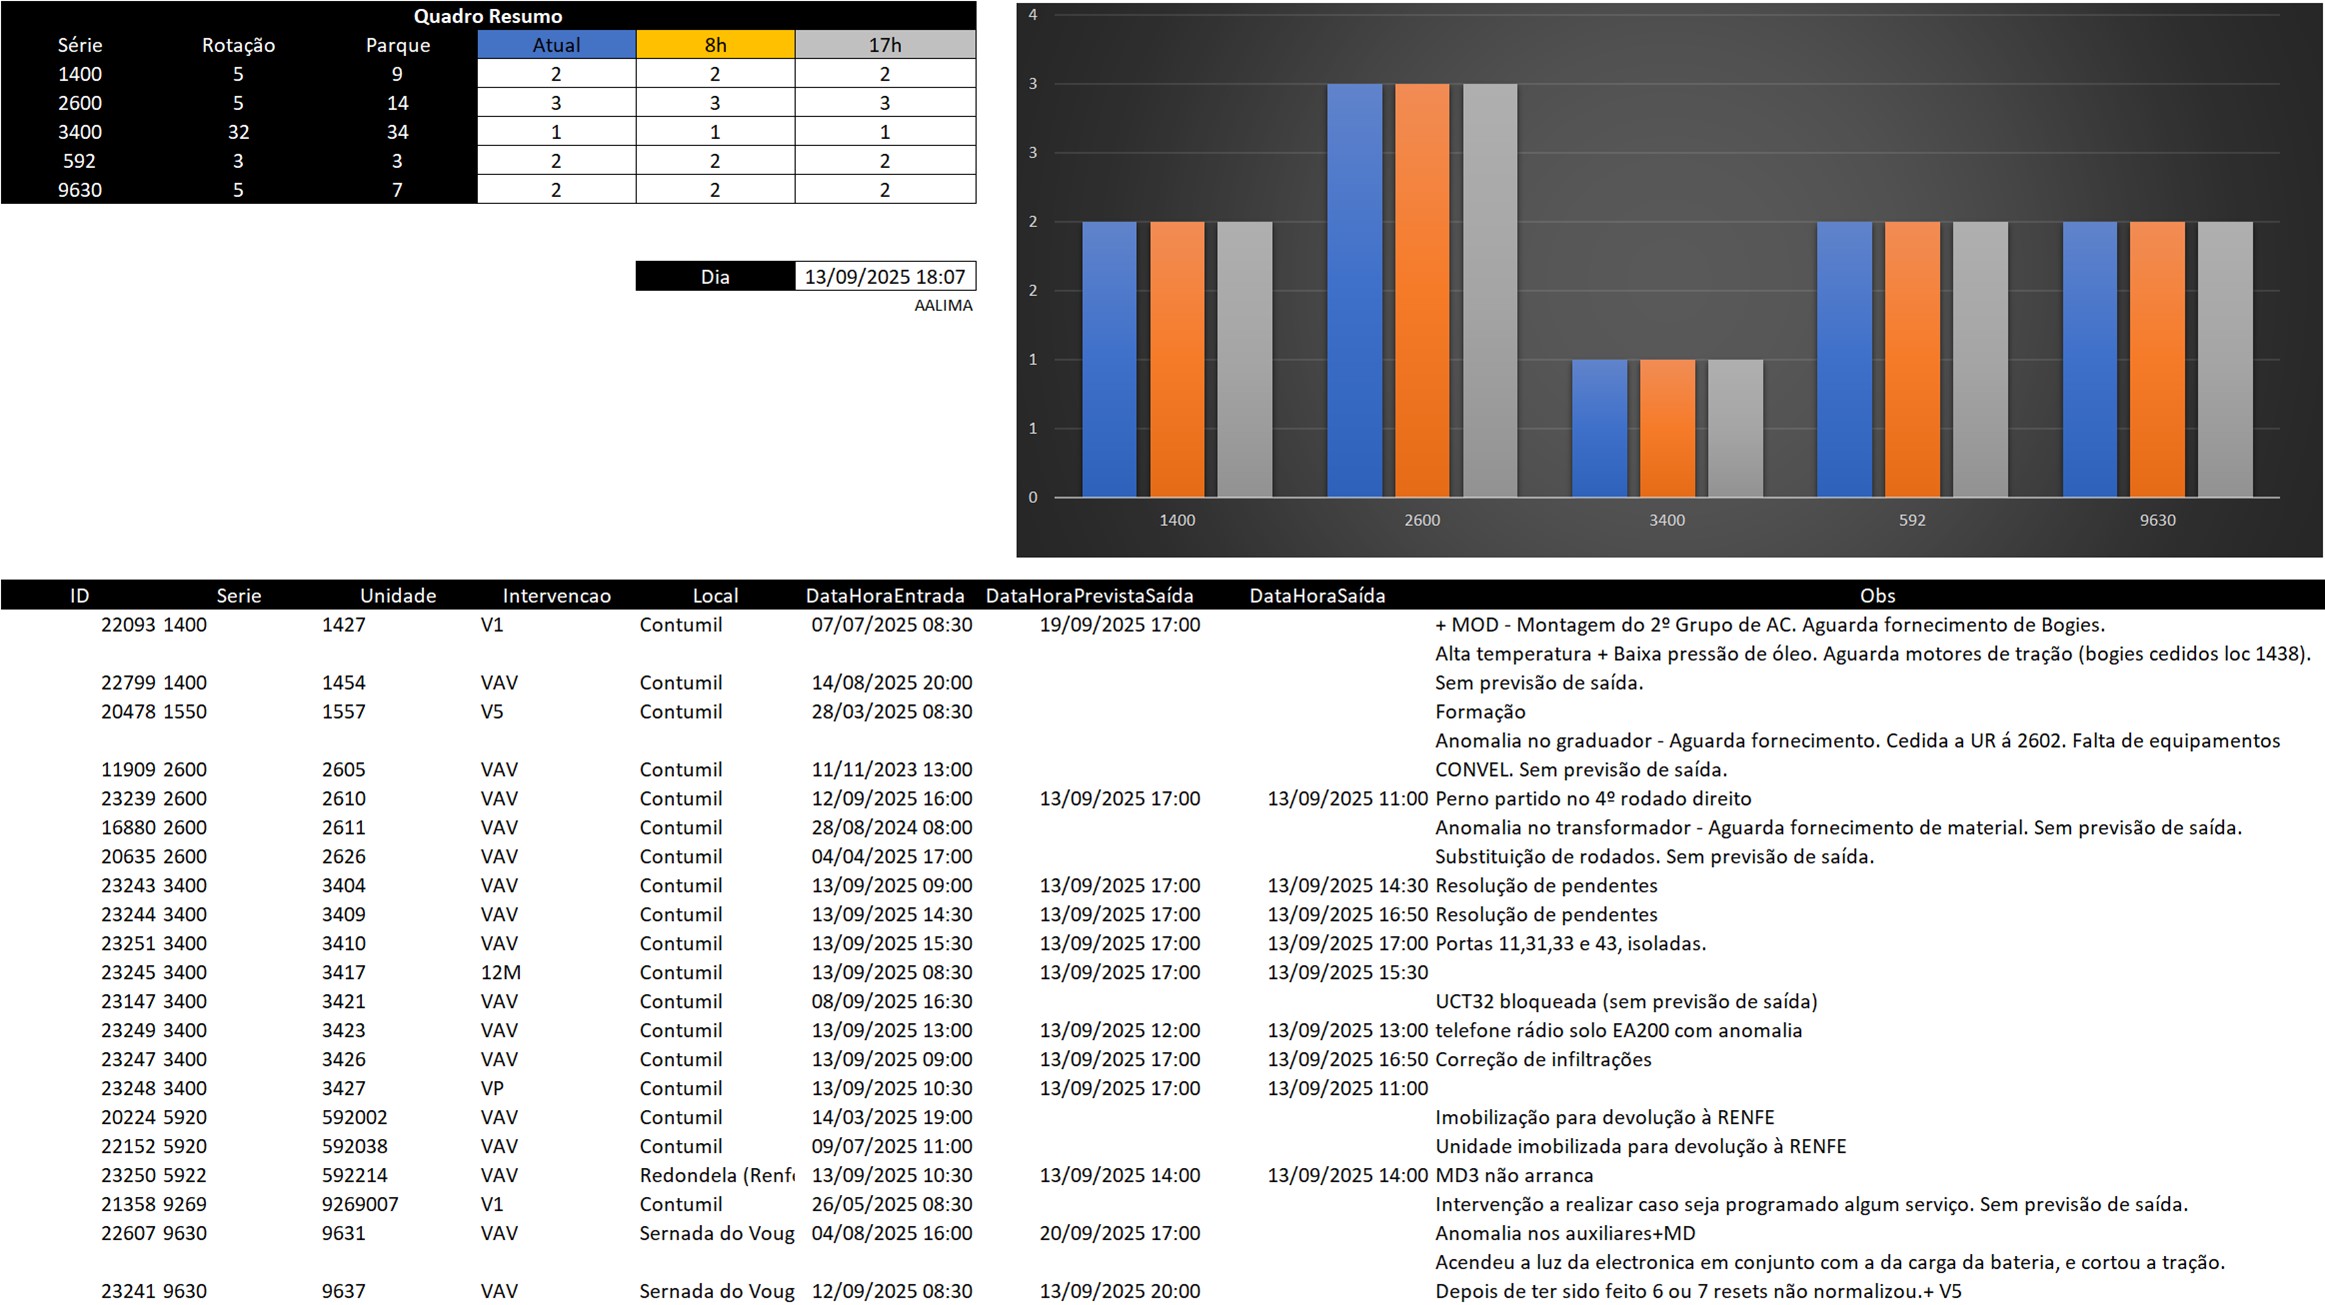 Quadro Resumo
Série Rotação Parque Atual 8h 17h
1400 5 9 2 2 2
2600 5 14 3 3 3
3400 32 34 1 1 1
592 3 3 2 2 2
9630 5 7 2 2 2
Dia 13/09/2025 18:07
AALIMA
4
3
3
2
2
1
1
0
1400 2600 3400 592 9630
ID Serie Unidade Intervencao Local DataHoraEntrada DataHoraPrevistaSaída DataHoraSaída Obs
22093 1400 1427 V1 Contumil 07/07/2025 08:30 19/09/2025 17:00 + MOD - Montagem do 2º Grupo de AC. Aguarda fornecimento de Bogies.
Alta temperatura + Baixa pressão de óleo. Aguarda motores de tração (bogies cedidos loc 1438).
22799 1400 1454 VAV Contumil 14/08/2025 20:00 Sem previsão de saída.
20478 1550 1557 V5 Contumil 28/03/2025 08:30 Formação
Anomalia no graduador - Aguarda fornecimento. Cedida a UR á 2602. Falta de equipamentos
11909 2600 2605 VAV Contumil 11/11/2023 13:00 CONVEL. Sem previsão de saída.
23239 2600 2610 VAV Contumil 12/09/2025 16:00 13/09/2025 17:00 13/09/2025 11:00 Perno partido no 4º rodado direito
16880 2600 2611 VAV Contumil 28/08/2024 08:00 Anomalia no transformador - Aguarda fornecimento de material. Sem previsão de saída.
20635 2600 2626 VAV Contumil 04/04/2025 17:00 Substituição de rodados. Sem previsão de saída.
23243 3400 3404 VAV Contumil 13/09/2025 09:00 13/09/2025 17:00 13/09/2025 14:30 Resolução de pendentes
23244 3400 3409 VAV Contumil 13/09/2025 14:30 13/09/2025 17:00 13/09/2025 16:50 Resolução de pendentes
23251 3400 3410 VAV Contumil 13/09/2025 15:30 13/09/2025 17:00 13/09/2025 17:00 Portas 11,31,33 e 43, isoladas.
23245 3400 3417 12M Contumil 13/09/2025 08:30 13/09/2025 17:00 13/09/2025 15:30
23147 3400 3421 VAV Contumil 08/09/2025 16:30 UCT32 bloqueada (sem previsão de saída)
23249 3400 3423 VAV Contumil 13/09/2025 13:00 13/09/2025 12:00 13/09/2025 13:00 telefone rádio solo EA200 com anomalia
23247 3400 3426 VAV Contumil 13/09/2025 09:00 13/09/2025 17:00 13/09/2025 16:50 Correção de infiltrações
23248 3400 3427 VP Contumil 13/09/2025 10:30 13/09/2025 17:00 13/09/2025 11:00
20224 5920 592002 VAV Contumil 14/03/2025 19:00 Imobilização para devolução à RENFE
22152 5920 592038 VAV Contumil 09/07/2025 11:00 Unidade imobilizada para devolução à RENFE
23250 5922 592214 VAV Redondela (Renf 13/09/2025 10:30 13/09/2025 14:00 13/09/2025 14:00 MD3 não arranca
21358 9269 9269007 V1 Contumil 26/05/2025 08:30 Intervenção a realizar caso seja programado algum serviço. Sem previsão de saída.
22607 9630 9631 VAV Sernada do Voug 04/08/2025 16:00 20/09/2025 17:00 Anomalia nos auxiliares+MD
Acendeu a luz da electronica em conjunto com a da carga da bateria, e cortou a tração.
23241 9630 9637 VAV Sernada do Voug 12/09/2025 08:30 13/09/2025 20:00 Depois de ter sido feito 6 ou 7 resets não normalizou.+ V5